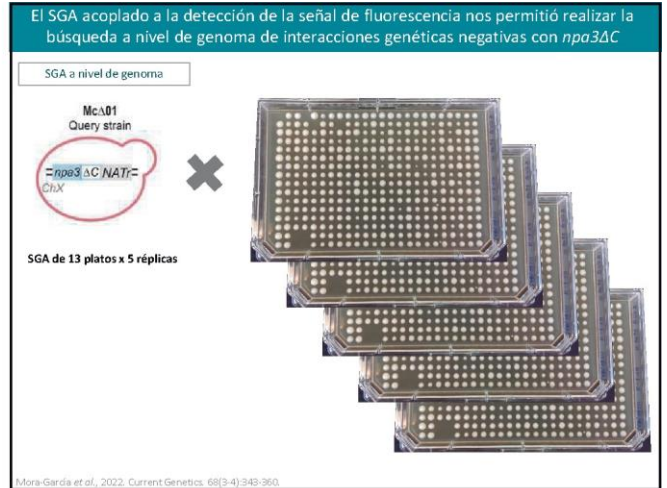 El SGA acoplado a la detección de la señal de fluorescencia nos permitió realizar la
búsqueda a nivel de genoma de interacciones genéticas negativas con npa3ΔC
SGA a nivel de genoma
McΔ01
Query strain
=npa3 ΔC NATr=
ChX
SGA de 13 platos x 5 réplicas
Mora-García et al., 2022. Current Genetics. 68(3-4):343-360.